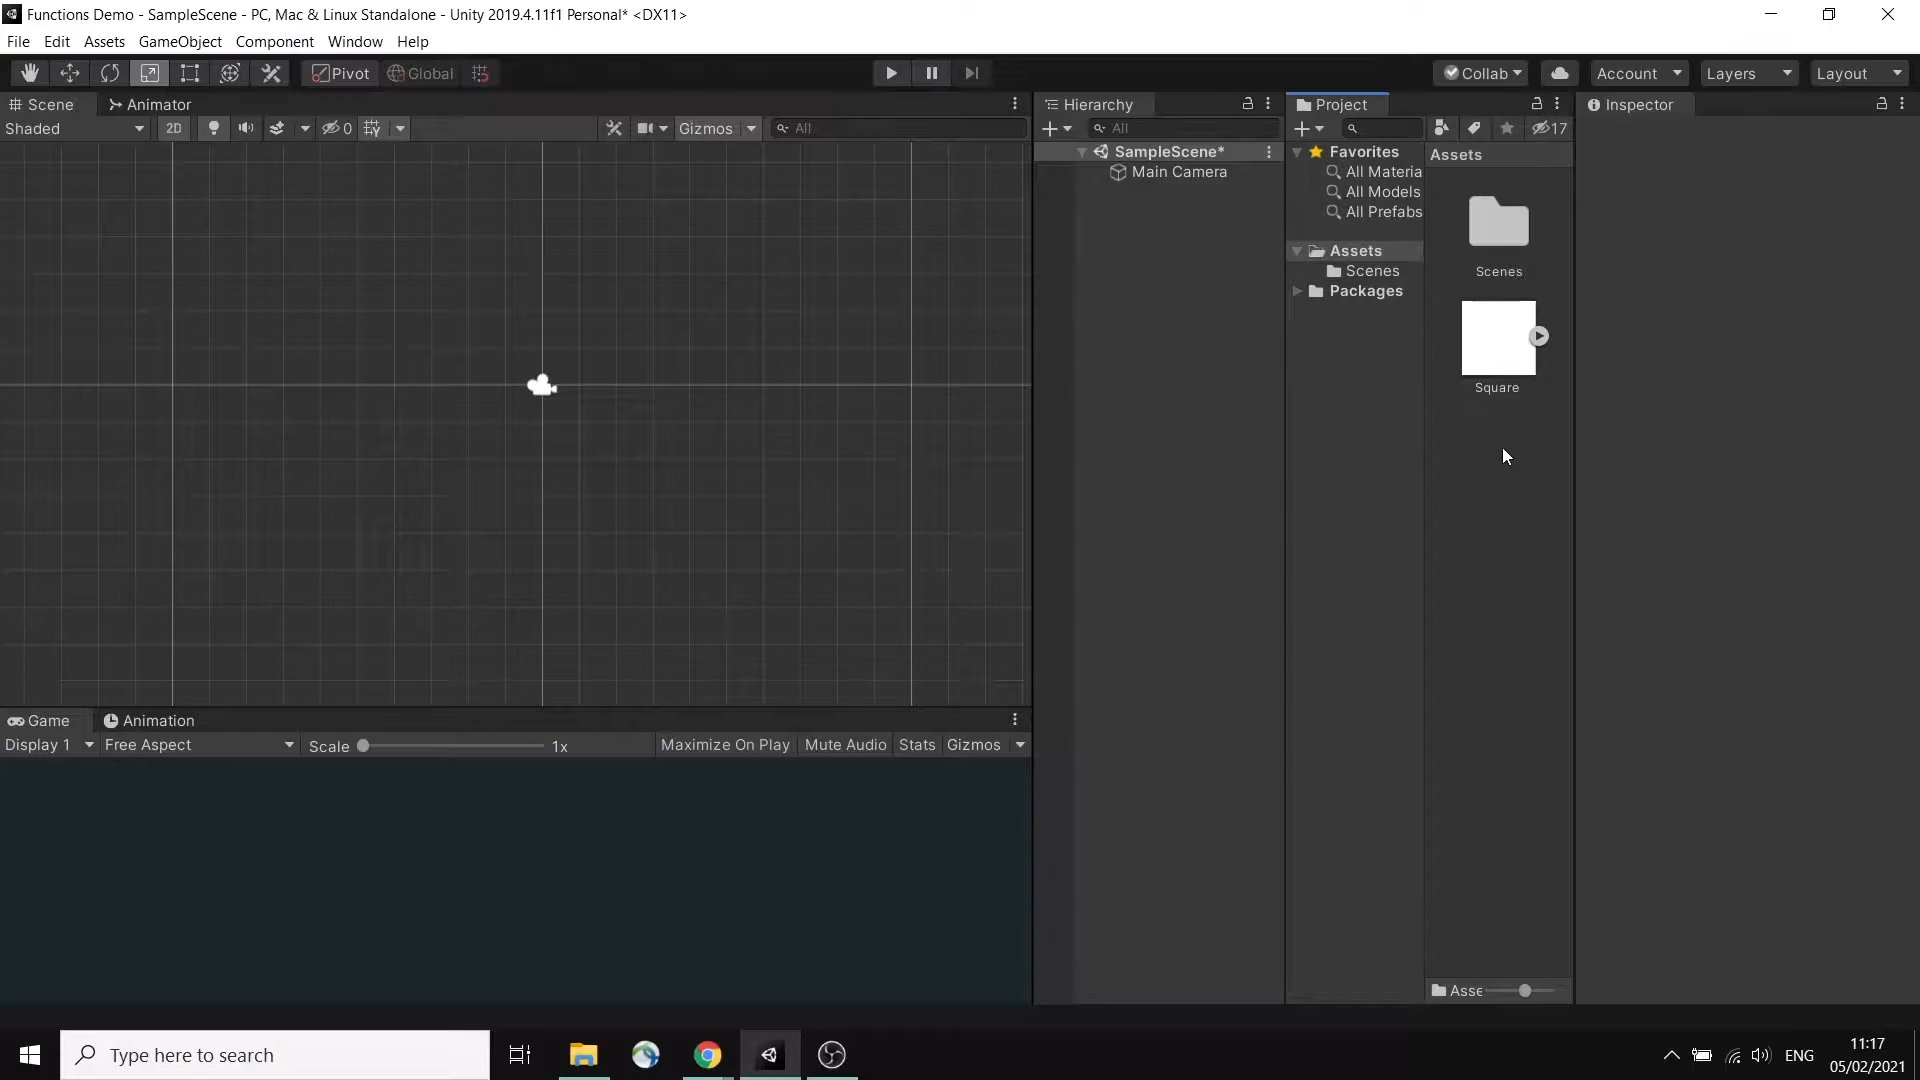 Functions Demo - SampleScene - PC, Mac & Linux Standalone - Unity 2019.4.11f1 Personal* <DX11>
File Edit Assets GameObject Component Window Help
Pivot Global Collab Account Layers Layout
Scene Animator
Shaded 2D 0 Gizmos All
Hierarchy
All
SampleScene*
Main Camera
Project
17
Favorites
All Materia
All Models
All Prefabs
Assets
Scenes
Packages
Assets
Scenes
Square
Asse
Inspector
Game Animation
Display 1 Free Aspect Scale 1x Maximize On Play Mute Audio Stats Gizmos
Type here to search
ENG
11:17
05/02/2021